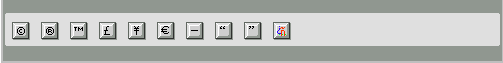 © ® ™ £ ¥ € – “ ”